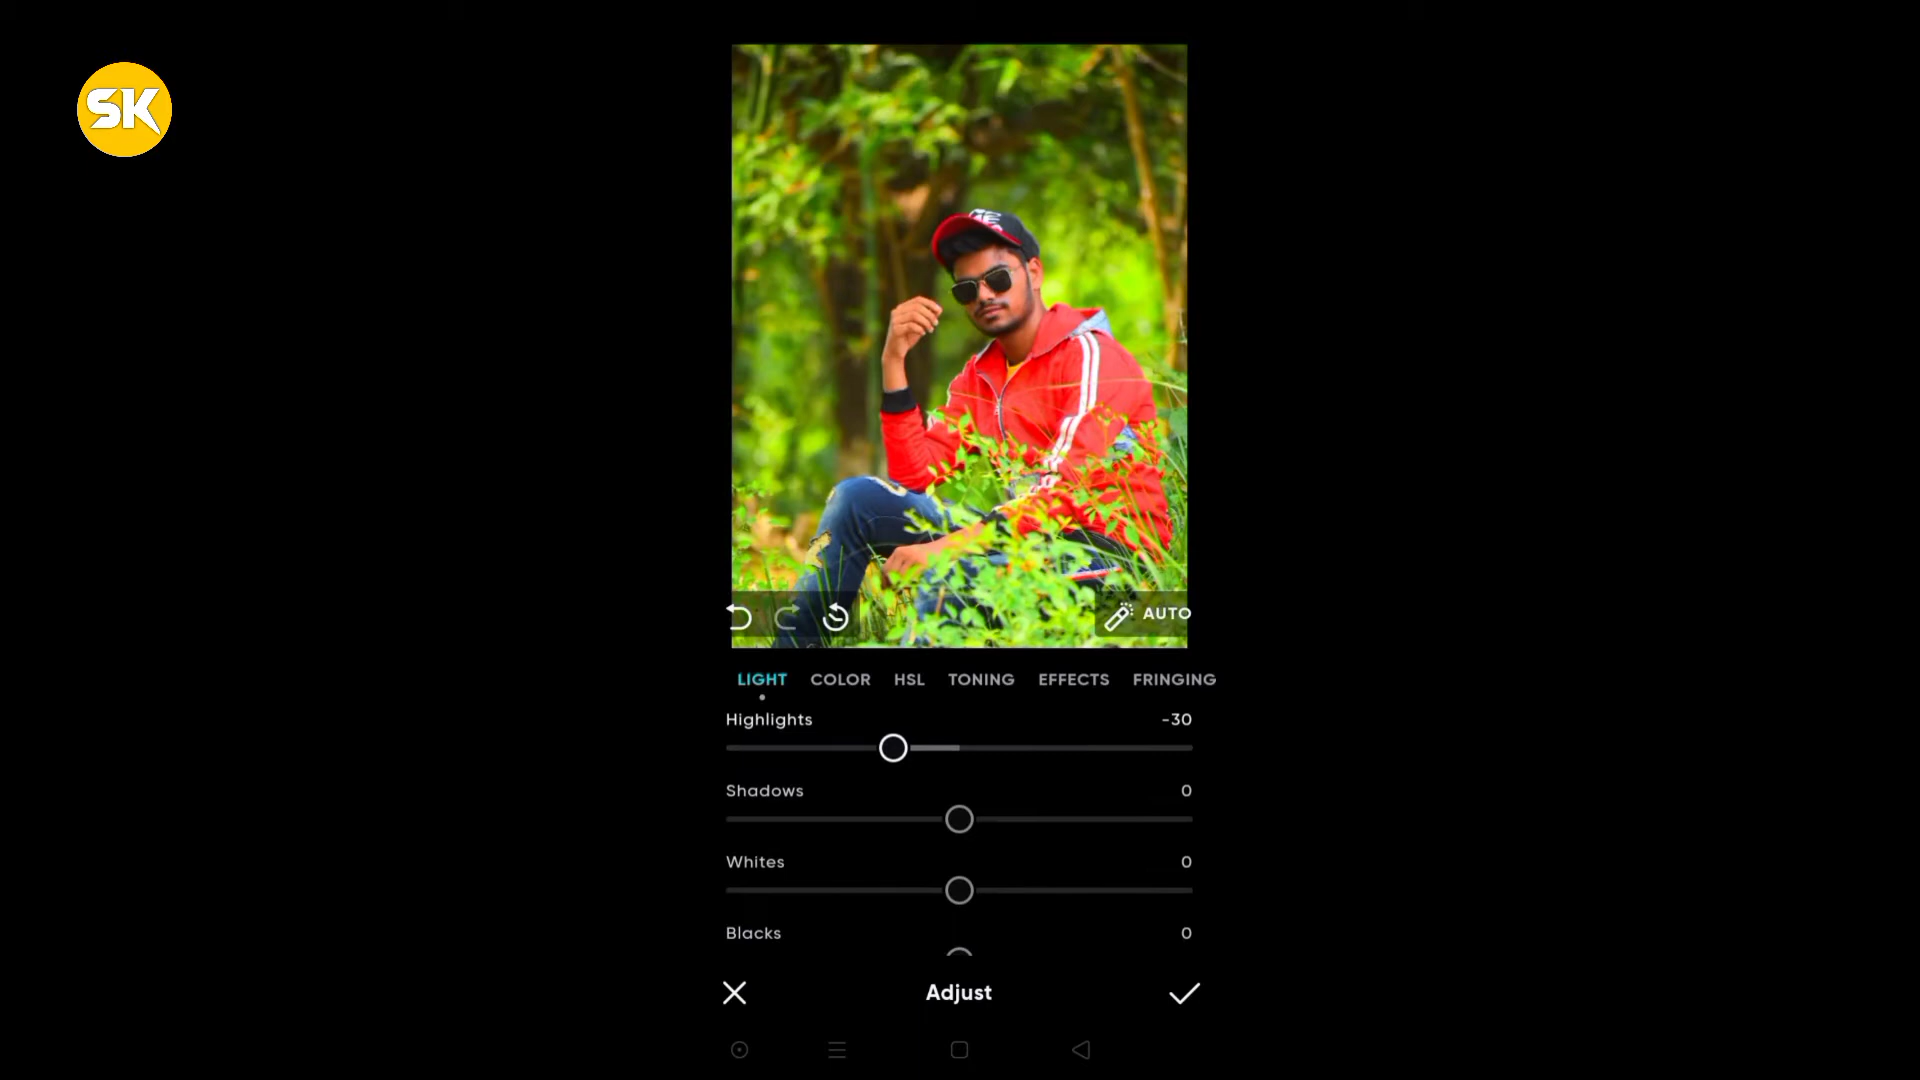 SK
AUTO
LIGHT COLOR HSL TONING EFFECTS FRINGING
Highlights -30
Shadows 0
Whites 0
Blacks 0
Adjust